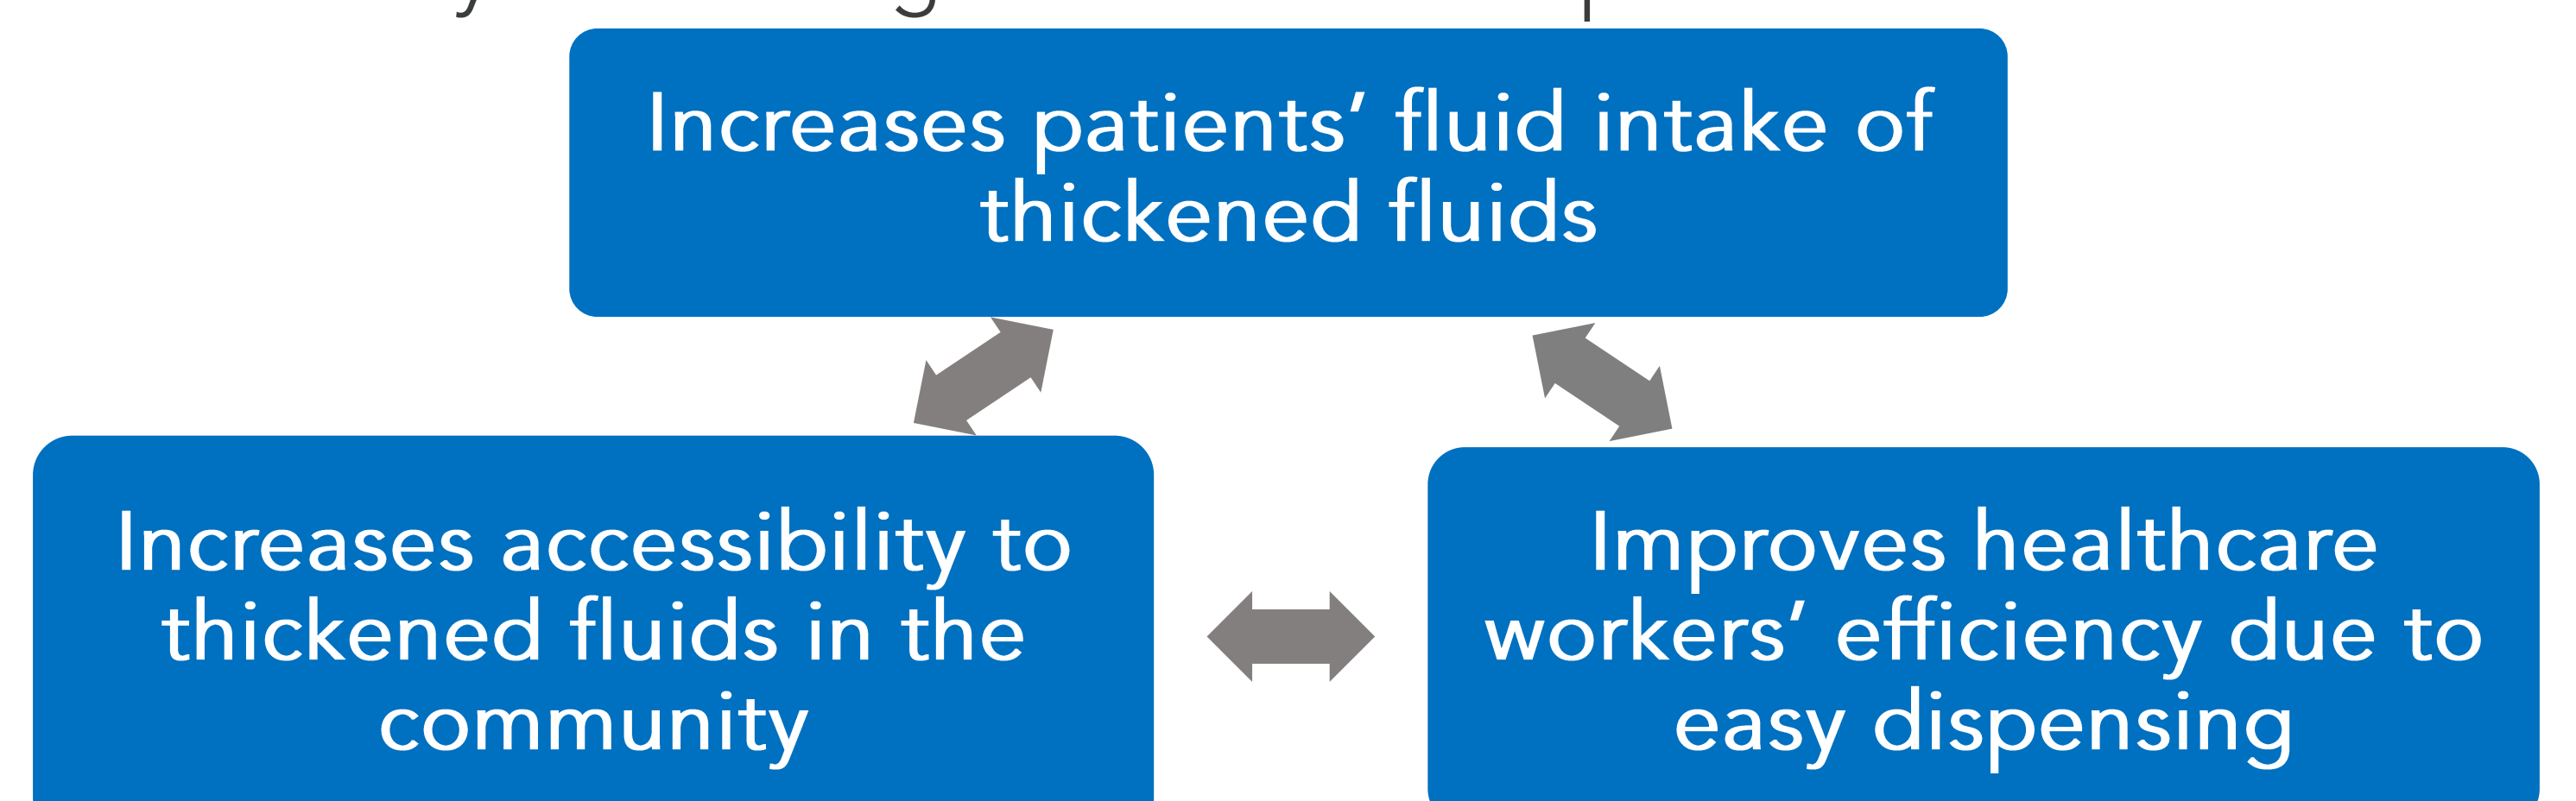 Increases patients’ fluid intake of
thickened fluids
Increases accessibility to
thickened fluids in the
community
Improves healthcare
workers’ efficiency due to
easy dispensing